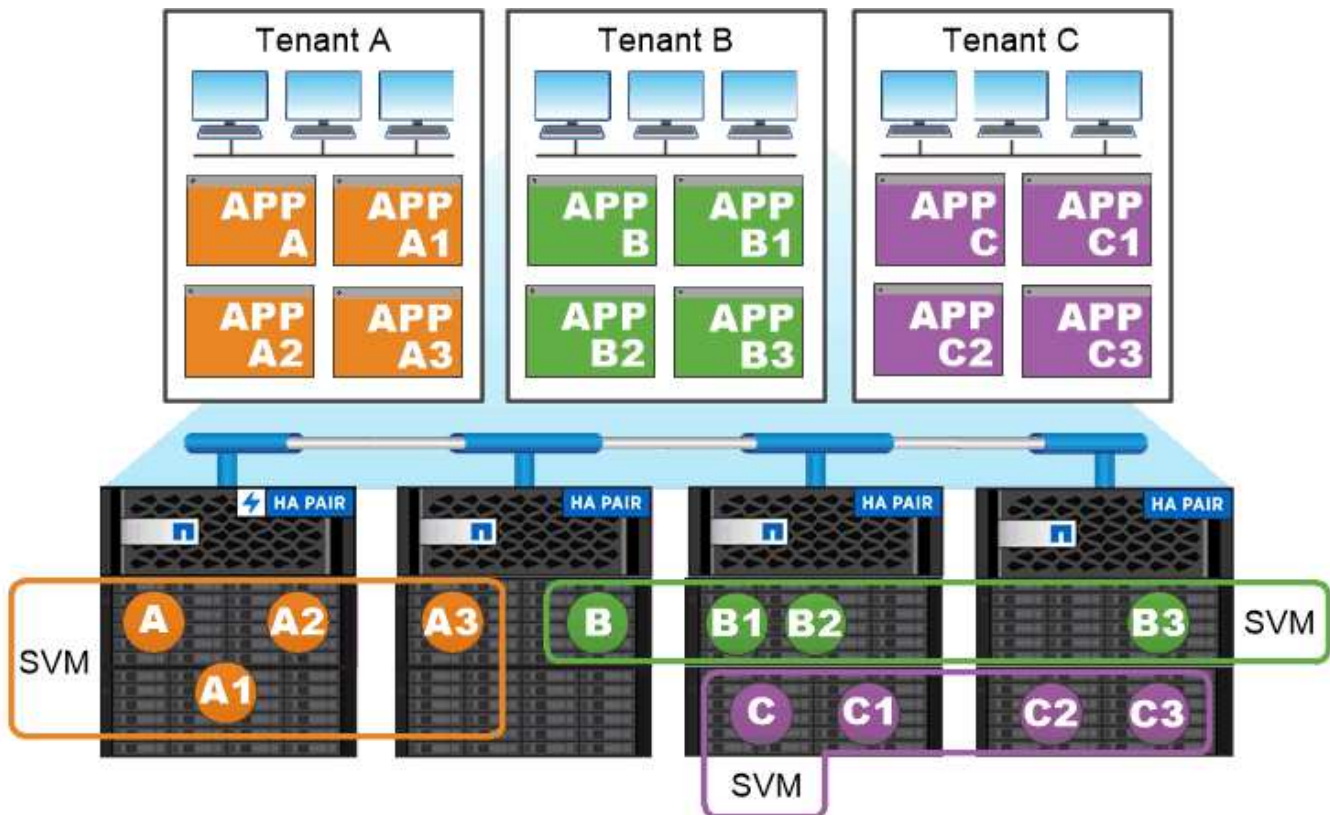 Tenant A
Tenant B
Tenant C
APP
A
APP
A1
APP
B
APP
B1
APP
C
APP
C1
APP
A2
APP
A3
APP
B2
APP
B3
APP
C2
APP
C3
HA PAIR
HA PAIR
HA PAIR
HA PAIR
A
A2
A3
B
B1
B2
B3
SVM
SVM
A1
C
C1
C2
C3
SVM